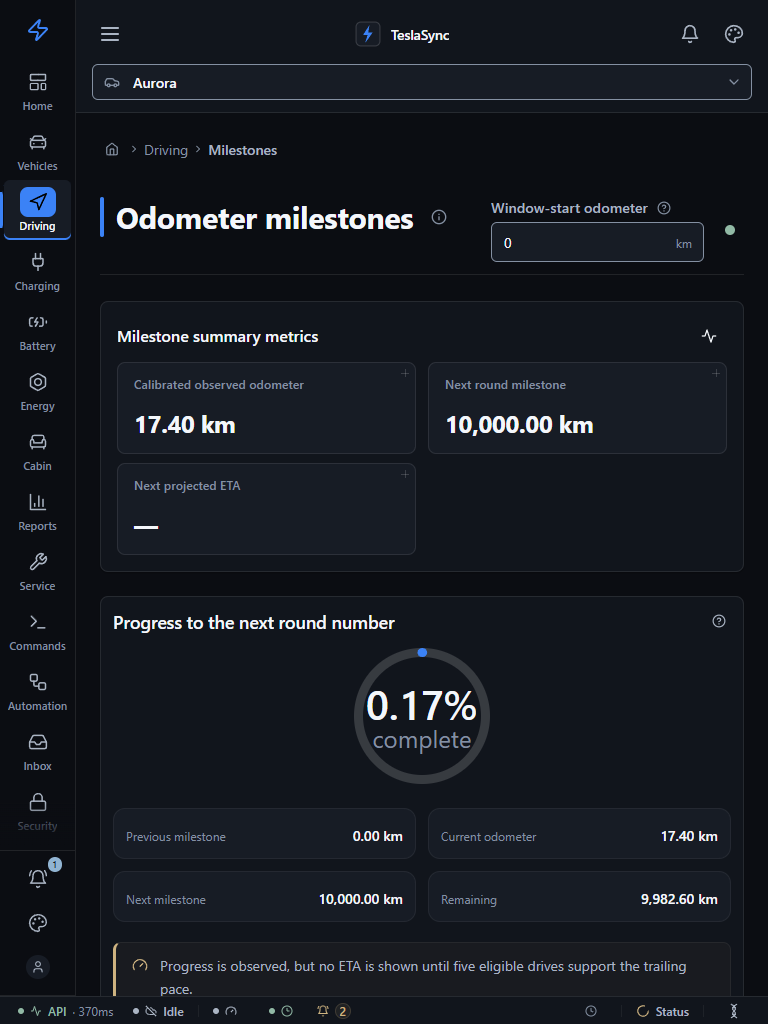 TeslaSync
Aurora
Home
Vehicles
Driving
Charging
Battery
Energy
Cabin
Reports
Service
Commands
Automation
Inbox
Security
1
Driving
Milestones
Odometer milestones
Window-start odometer
0 km
Milestone summary metrics
Calibrated observed odometer
17.40 km
Next round milestone
10,000.00 km
Next projected ETA
—
Progress to the next round number
0.17%
complete
Previous milestone 0.00 km
Current odometer 17.40 km
Next milestone 10,000.00 km
Remaining 9,982.60 km
Progress is observed, but no ETA is shown until five eligible drives support the trailing
pace.
API · 370ms Idle 2 Status